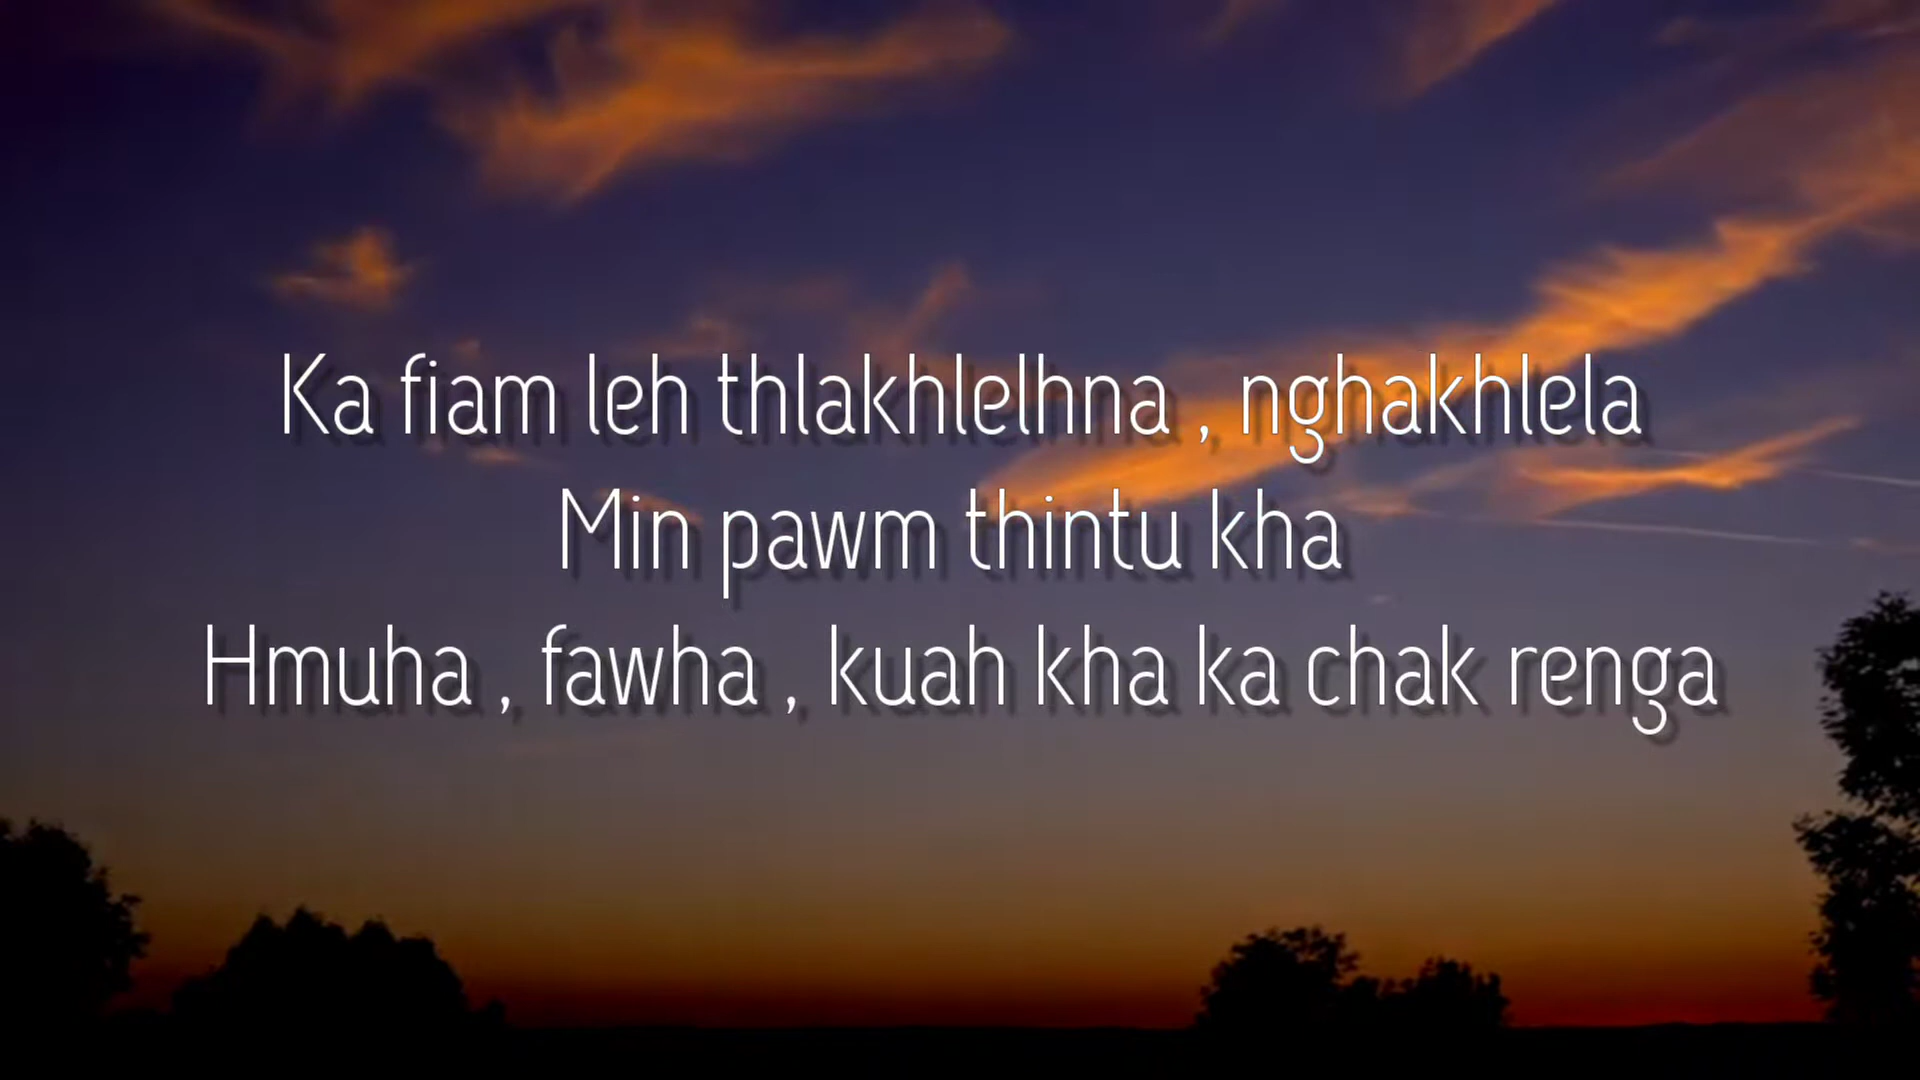 Ka fiam leh thlakhlelhna , nghakhlela
Min pawm thintu kha
Hmuha , fawha , kuah kha ka chak renga